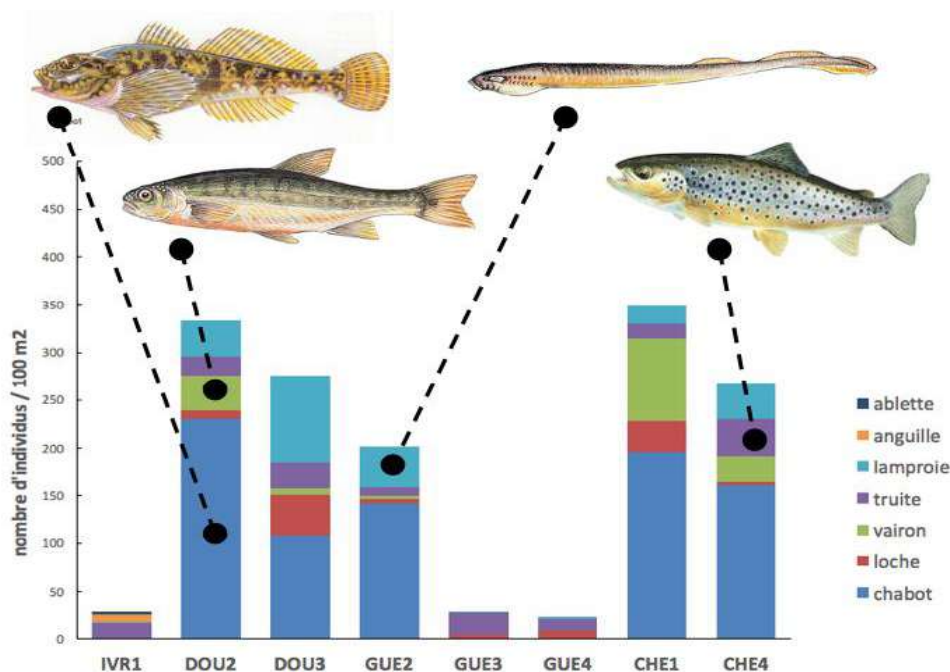 ot
500
450
400
350
300
250
200
150
100
50
0
nombre d'individus / 100 m2
IVR1 DOU2 DOU3 GUE2 GUE3 GUE4 CHE1 CHE4
ablette
anguille
lamproie
truite
vairon
loche
chabot